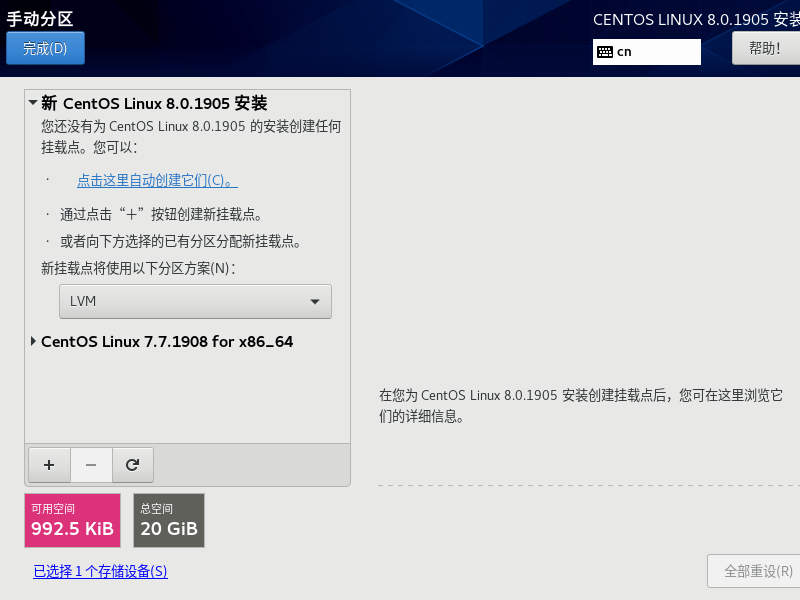 手动分区
CENTOS LINUX 8.0.1905 安装
完成(D)
cn
帮助！
新 CentOS Linux 8.0.1905 安装
您还没有为 CentOS Linux 8.0.1905 的安装创建任何
挂载点。您可以：
· 点击这里自动创建它们(C)。
· 通过点击“＋”按钮创建新挂载点。
· 或者向下方选择的已有分区分配新挂载点。
新挂载点将使用以下分区方案(N)：
LVM
CentOS Linux 7.7.1908 for x86_64
在您为 CentOS Linux 8.0.1905 安装创建挂载点后，您可在这里浏览它
们的详细信息。
可用空间
992.5 KiB
总空间
20 GiB
已选择 1 个存储设备(S)
全部重设(R)